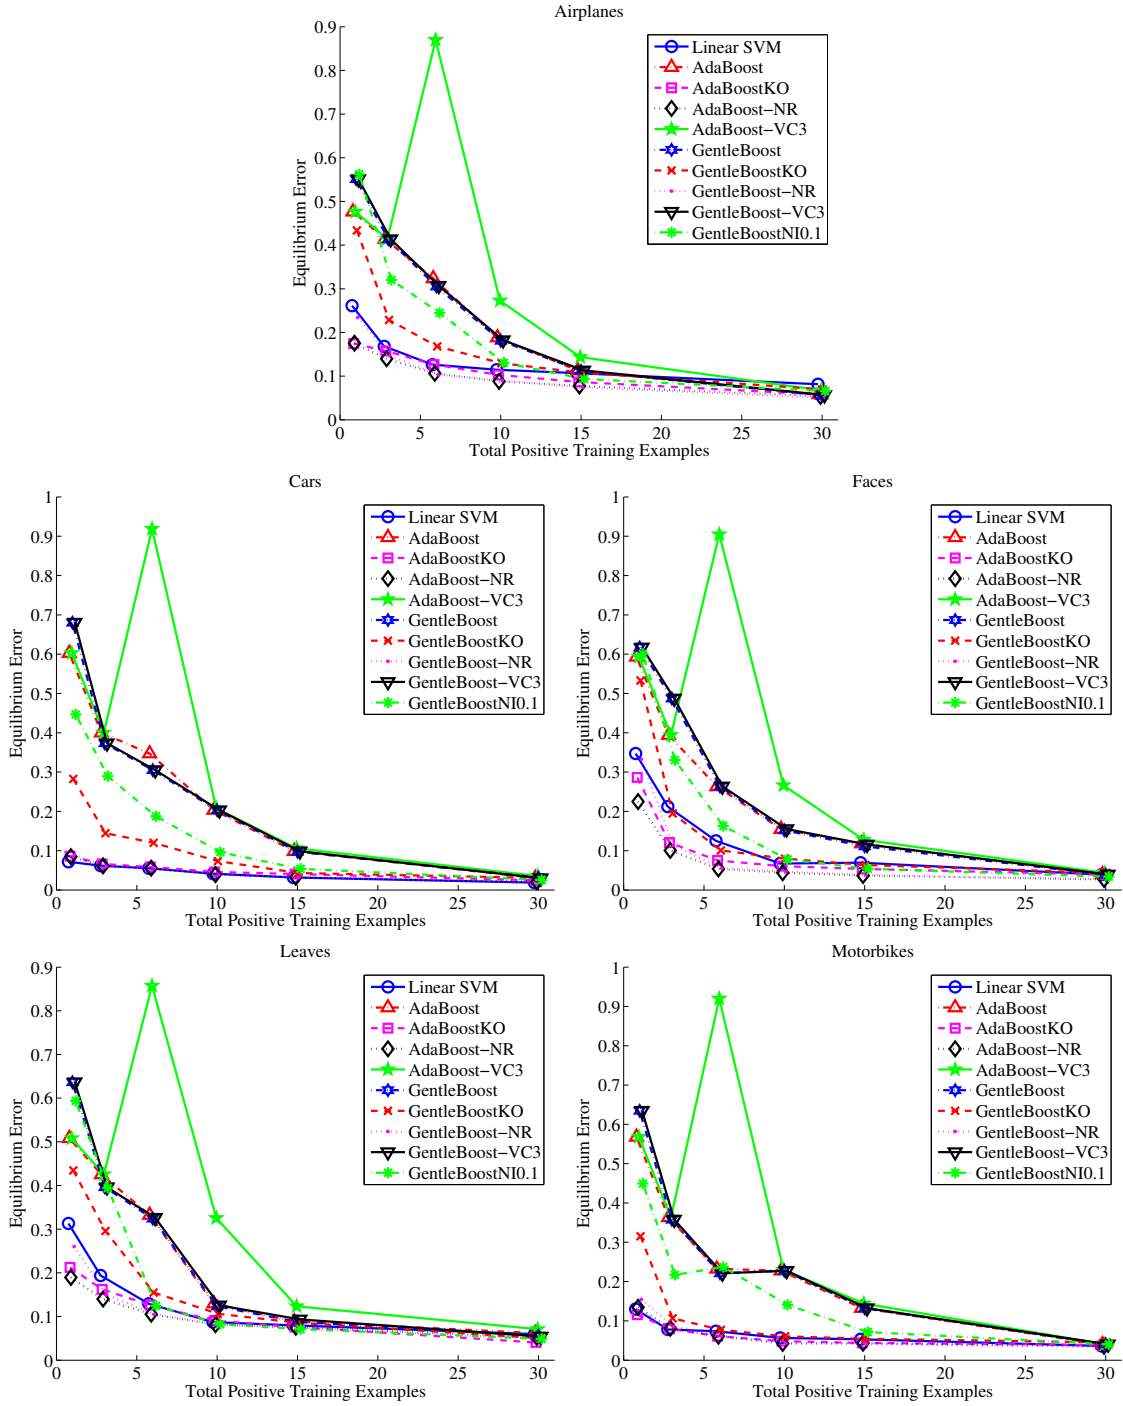 Airplanes
0.9
0.8
0.7
0.6
0.5
0.4
0.3
0.2
0.1
0
Equilibrium Error
Linear SVM
AdaBoost
AdaBoostKO
AdaBoost−NR
AdaBoost−VC3
GentleBoost
GentleBoostKO
GentleBoost−NR
GentleBoost−VC3
GentleBoostNI0.1
0 5 10 15 20 25 30
Total Positive Training Examples
Cars
1
0.9
0.8
0.7
0.6
0.5
0.4
0.3
0.2
0.1
0
Equilibrium Error
Linear SVM
AdaBoost
AdaBoostKO
AdaBoost−NR
AdaBoost−VC3
GentleBoost
GentleBoostKO
GentleBoost−NR
GentleBoost−VC3
GentleBoostNI0.1
0 5 10 15 20 25 30
Total Positive Training Examples
Faces
1
0.9
0.8
0.7
0.6
0.5
0.4
0.3
0.2
0.1
0
Equilibrium Error
Linear SVM
AdaBoost
AdaBoostKO
AdaBoost−NR
AdaBoost−VC3
GentleBoost
GentleBoostKO
GentleBoost−NR
GentleBoost−VC3
GentleBoostNI0.1
0 5 10 15 20 25 30
Total Positive Training Examples
Leaves
0.9
0.8
0.7
0.6
0.5
0.4
0.3
0.2
0.1
0
Equilibrium Error
Linear SVM
AdaBoost
AdaBoostKO
AdaBoost−NR
AdaBoost−VC3
GentleBoost
GentleBoostKO
GentleBoost−NR
GentleBoost−VC3
GentleBoostNI0.1
0 5 10 15 20 25 30
Total Positive Training Examples
Motorbikes
1
0.9
0.8
0.7
0.6
0.5
0.4
0.3
0.2
0.1
0
Equilibrium Error
Linear SVM
AdaBoost
AdaBoostKO
AdaBoost−NR
AdaBoost−VC3
GentleBoost
GentleBoostKO
GentleBoost−NR
GentleBoost−VC3
GentleBoostNI0.1
0 5 10 15 20 25 30
Total Positive Training Examples